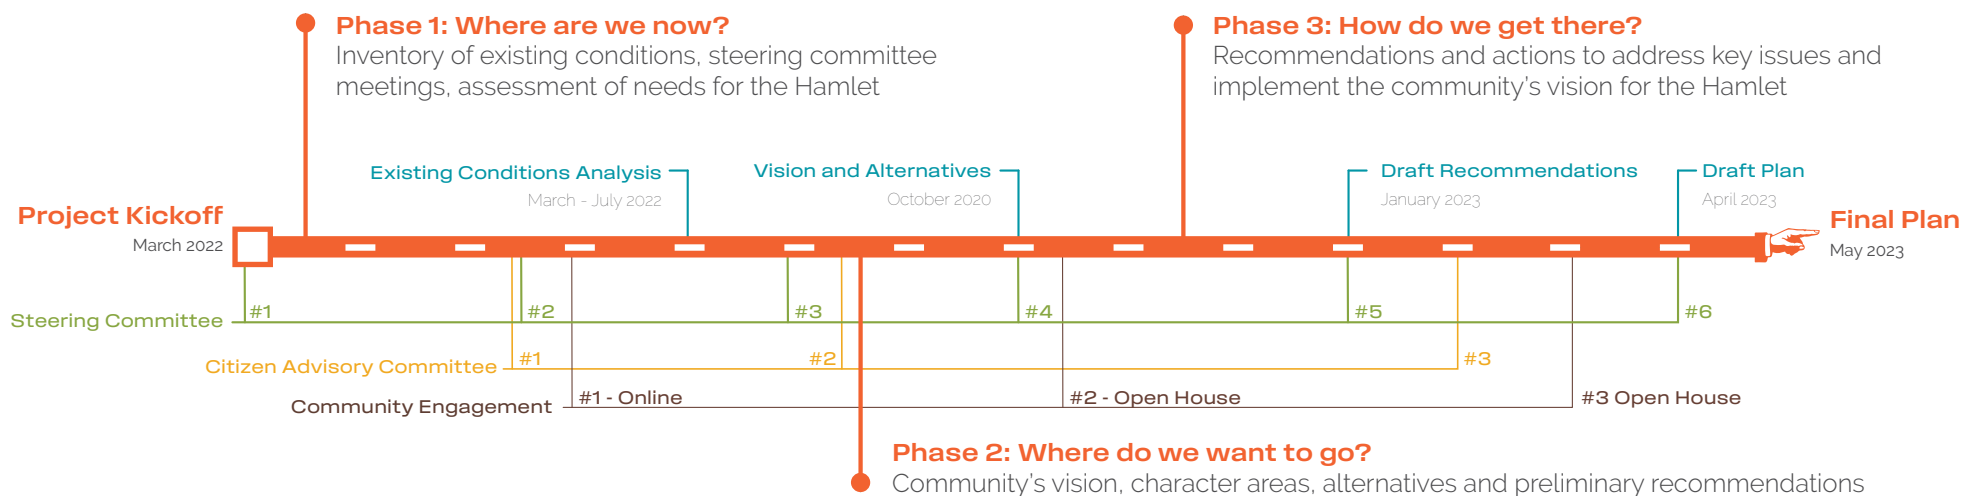 Phase 1: Where are we now?
Inventory of existing conditions, steering committee
meetings, assessment of needs for the Hamlet
Phase 3: How do we get there?
Recommendations and actions to address key issues and
implement the community’s vision for the Hamlet
Existing Conditions Analysis
March - July 2022
Vision and Alternatives
October 2020
Draft Recommendations
January 2023
Draft Plan
April 2023
Project Kickoff
March 2022
Final Plan
May 2023
Steering Committee
#1
#2
#3
#4
#5
#6
Citizen Advisory Committee
#1
#2
#3
Community Engagement
#1 - Online
#2 - Open House
#3 Open House
Phase 2: Where do we want to go?
Community’s vision, character areas, alternatives and preliminary recommendations